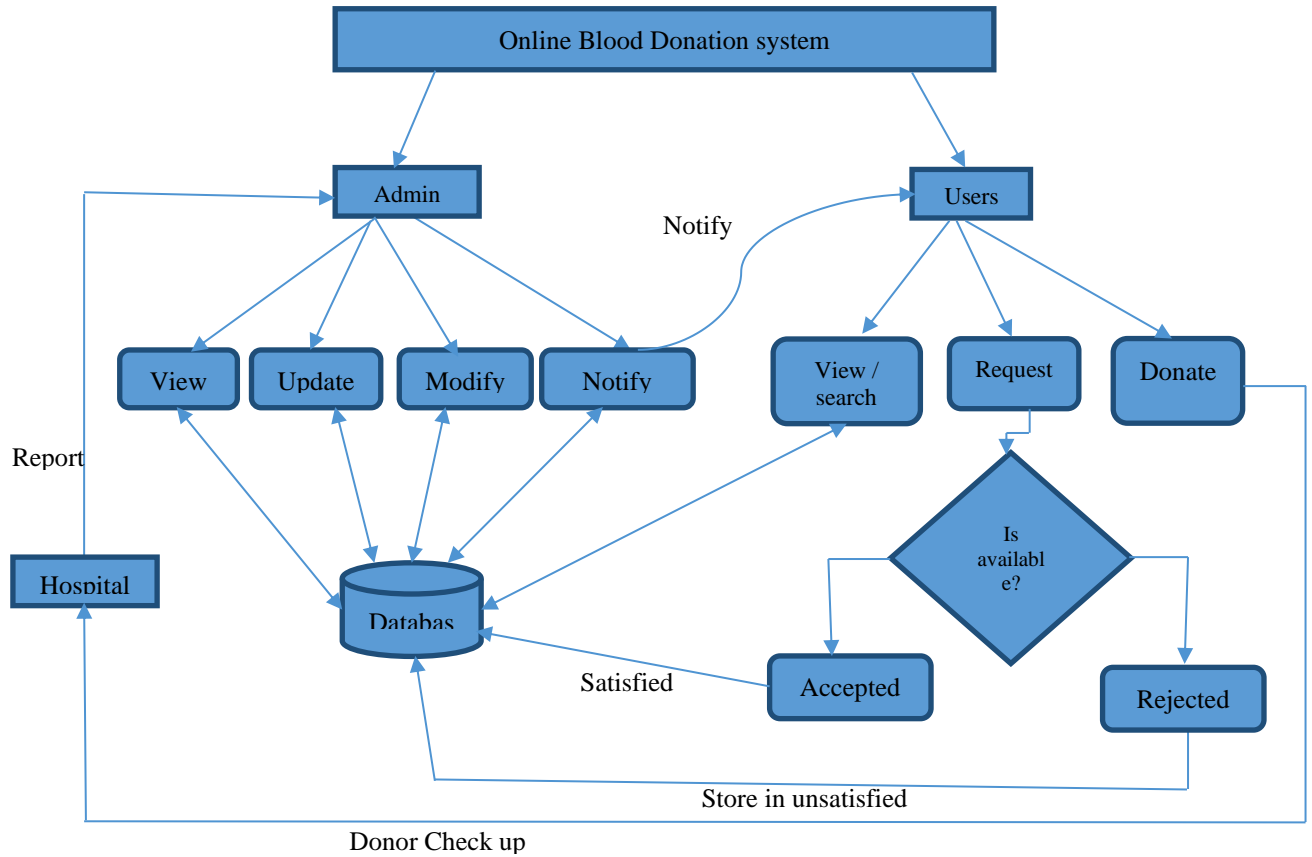 Online Blood Donation system
Admin
Users
Notify
View
Update
Modify
Notify
View /
search
Request
Donate
Report
Is
availabl
e?
Hospital
Databas
Satisfied
Accepted
Rejected
Store in unsatisfied
Donor Check up